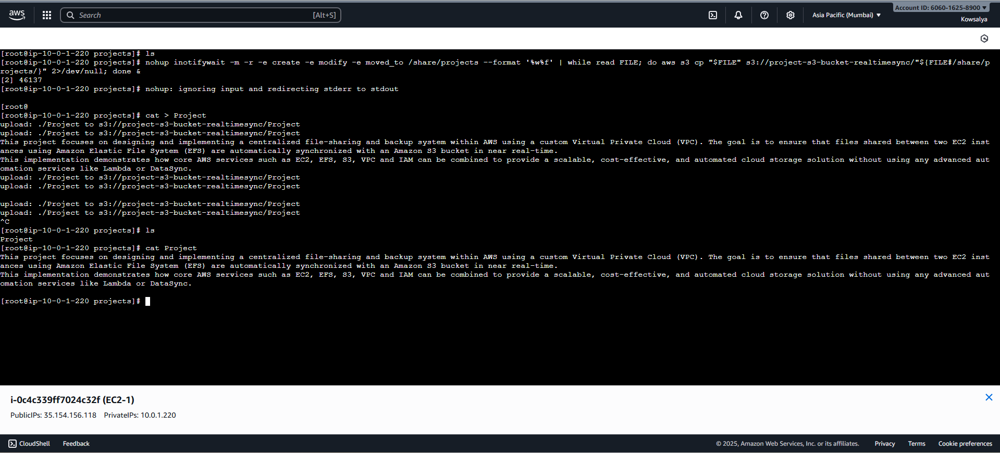 aws
Search [Alt+S]
Asia Pacific (Mumbai) ▼
Account ID: 6060-1625-8900 ▼
Kowsalya
[root@ip-10-0-1-220 projects]# ls
[root@ip-10-0-1-220 projects]# nohup inotifywait -m -r -e create -e modify -e moved_to /share/projects --format '%w%f' | while read FILE; do aws s3 cp "$FILE" s3://project-s3-bucket-realtimesync/"${FILE#/share/p
rojects/}" 2>/dev/null; done &
[2] 46137
[root@ip-10-0-1-220 projects]# nohup: ignoring input and redirecting stderr to stdout
[root@
[root@ip-10-0-1-220 projects]# cat > Project
upload: ./Project to s3://project-s3-bucket-realtimesync/Project
upload: ./Project to s3://project-s3-bucket-realtimesync/Project
This project focuses on designing and implementing a centralized file-sharing and backup system within AWS using a custom Virtual Private Cloud (VPC). The goal is to ensure that files shared between two EC2 inst
ances using Amazon Elastic File System (EFS) are automatically synchronized with an Amazon S3 bucket in near real-time.
This implementation demonstrates how core AWS services such as EC2, EFS, S3, VPC and IAM can be combined to provide a scalable, cost-effective, and automated cloud storage solution without using any advanced aut
omation services like Lambda or DataSync.
upload: ./Project to s3://project-s3-bucket-realtimesync/Project
upload: ./Project to s3://project-s3-bucket-realtimesync/Project
upload: ./Project to s3://project-s3-bucket-realtimesync/Project
upload: ./Project to s3://project-s3-bucket-realtimesync/Project
^C
[root@ip-10-0-1-220 projects]# ls
Project
[root@ip-10-0-1-220 projects]# cat Project
This project focuses on designing and implementing a centralized file-sharing and backup system within AWS using a custom Virtual Private Cloud (VPC). The goal is to ensure that files shared between two EC2 inst
ances using Amazon Elastic File System (EFS) are automatically synchronized with an Amazon S3 bucket in near real-time.
This implementation demonstrates how core AWS services such as EC2, EFS, S3, VPC and IAM can be combined to provide a scalable, cost-effective, and automated cloud storage solution without using any advanced aut
omation services like Lambda or DataSync.
[root@ip-10-0-1-220 projects]#
i-0c4c339ff7024c32f (EC2-1)
PublicIPs: 35.154.156.118 PrivateIPs: 10.0.1.220
CloudShell Feedback © 2025, Amazon Web Services, Inc. or its affiliates. Privacy Terms Cookie preferences